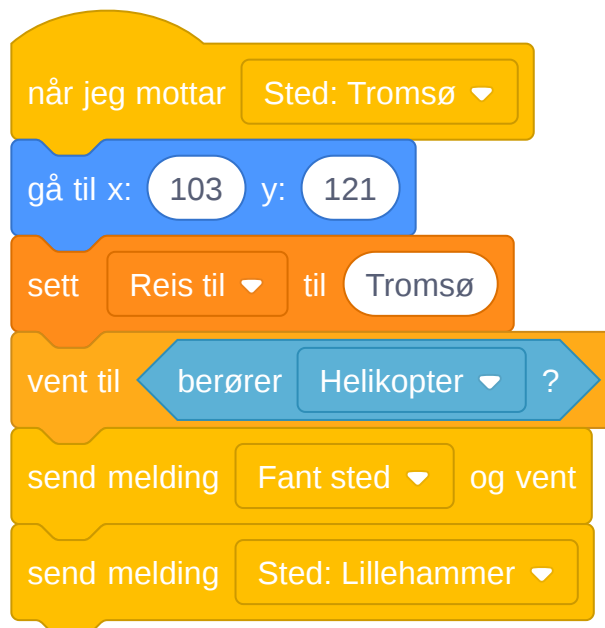 når jeg mottar Sted: Tromsø
gå til x: 103 y: 121
sett Reis til til Tromsø
vent til berører Helikopter ?
send melding Fant sted og vent
send melding Sted: Lillehammer